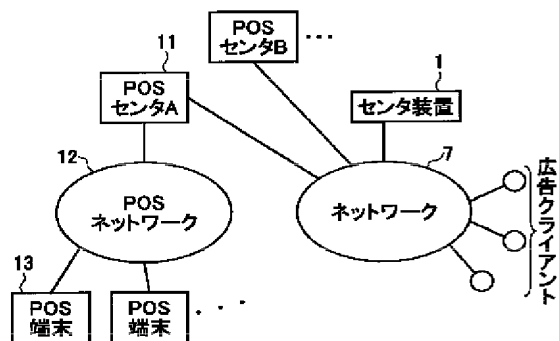 POS
センタB
・・・
11
POS
センタA
1
センタ装置
12
POS
ネットワーク
7
ネットワーク
広告クライアント
13
POS
端末
POS
端末
・・・